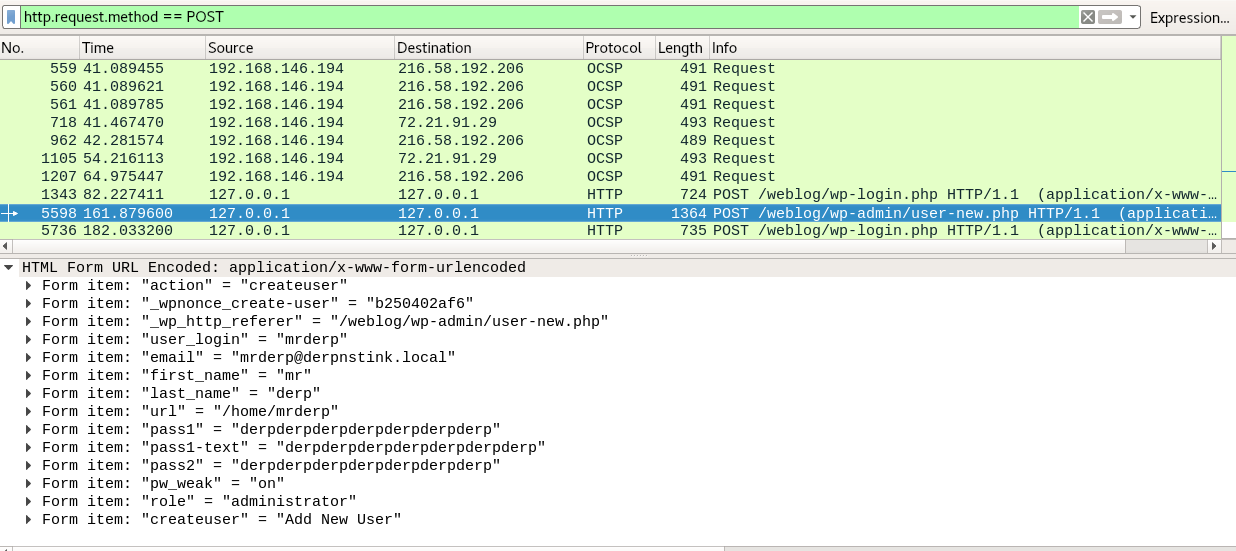 http.request.method == POST Expression...
No. Time Source Destination Protocol Length Info
559 41.089455 192.168.146.194 216.58.192.206 OCSP 491 Request
560 41.089621 192.168.146.194 216.58.192.206 OCSP 491 Request
561 41.089785 192.168.146.194 216.58.192.206 OCSP 491 Request
718 41.467470 192.168.146.194 72.21.91.29 OCSP 493 Request
962 42.281574 192.168.146.194 216.58.192.206 OCSP 489 Request
1105 54.216113 192.168.146.194 72.21.91.29 OCSP 493 Request
1207 64.975447 192.168.146.194 216.58.192.206 OCSP 491 Request
1343 82.227411 127.0.0.1 127.0.0.1 HTTP 724 POST /weblog/wp-login.php HTTP/1.1 (application/x-www-…
5598 161.879600 127.0.0.1 127.0.0.1 HTTP 1364 POST /weblog/wp-admin/user-new.php HTTP/1.1 (applicati…
5736 182.033200 127.0.0.1 127.0.0.1 HTTP 735 POST /weblog/wp-login.php HTTP/1.1 (application/x-www-…
HTML Form URL Encoded: application/x-www-form-urlencoded
Form item: "action" = "createuser"
Form item: "_wpnonce_create-user" = "b250402af6"
Form item: "_wp_http_referer" = "/weblog/wp-admin/user-new.php"
Form item: "user_login" = "mrderp"
Form item: "email" = "mrderp@derpnstink.local"
Form item: "first_name" = "mr"
Form item: "last_name" = "derp"
Form item: "url" = "/home/mrderp"
Form item: "pass1" = "derpderpderpderpderpderpderp"
Form item: "pass1-text" = "derpderpderpderpderpderpderp"
Form item: "pass2" = "derpderpderpderpderpderpderp"
Form item: "pw_weak" = "on"
Form item: "role" = "administrator"
Form item: "createuser" = "Add New User"